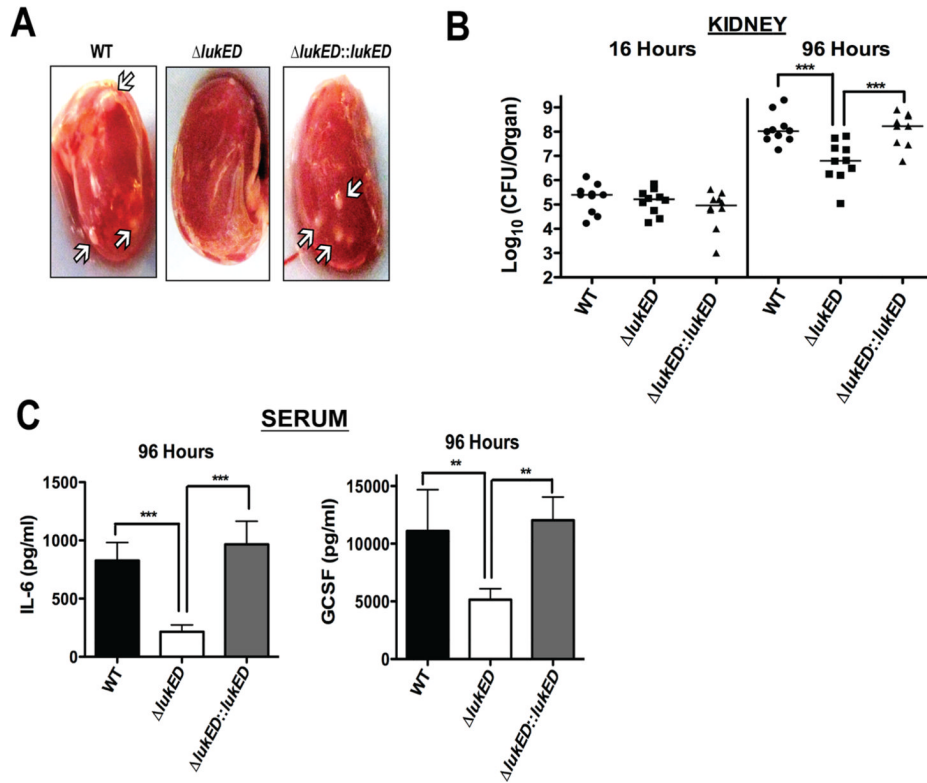 A
WT
ΔlukED
ΔlukED::lukED
B
KIDNEY
16 Hours
96 Hours
***
***
Log10 (CFU/Organ)
9
8
7
6
5
4
3
2
WT
ΔlukED
ΔlukED::lukED
WT
ΔlukED
ΔlukED::lukED
C
SERUM
96 Hours
***
***
IL-6 (pg/ml)
1500
1000
500
0
WT
ΔlukED
ΔlukED::lukED
96 Hours
**
**
GCSF (pg/ml)
15000
10000
5000
0
WT
ΔlukED
ΔlukED::lukED